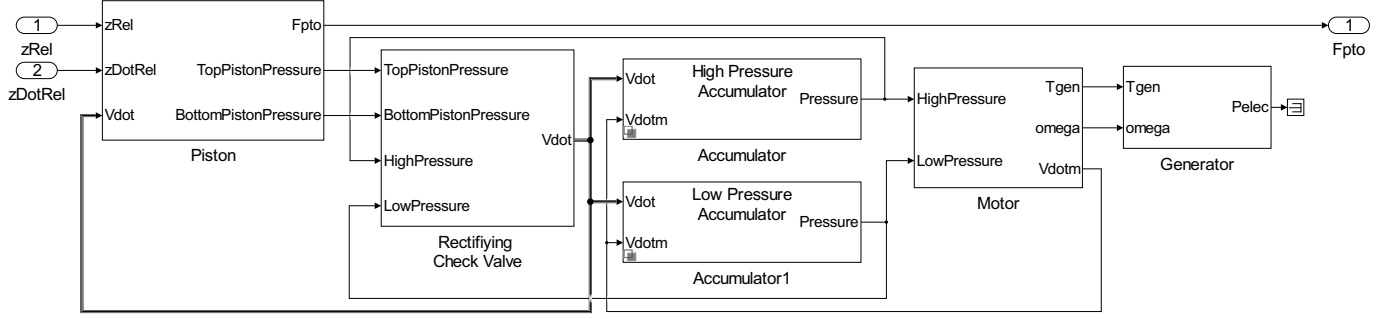 1
zRel
2
zDotRel
zRel
zDotRel
Vdot
Fpto
TopPistonPressure
BottomPistonPressure
Piston
TopPistonPressure
BottomPistonPressure
HighPressure
LowPressure
Vdot
Rectifiying
Check Valve
Vdot
Vdotm
High Pressure
Accumulator
Pressure
Accumulator
Vdot
Vdotm
Low Pressure
Accumulator
Pressure
Accumulator1
HighPressure
LowPressure
Tgen
omega
Vdotm
Motor
Tgen
omega
Pelec
Generator
1
Fpto